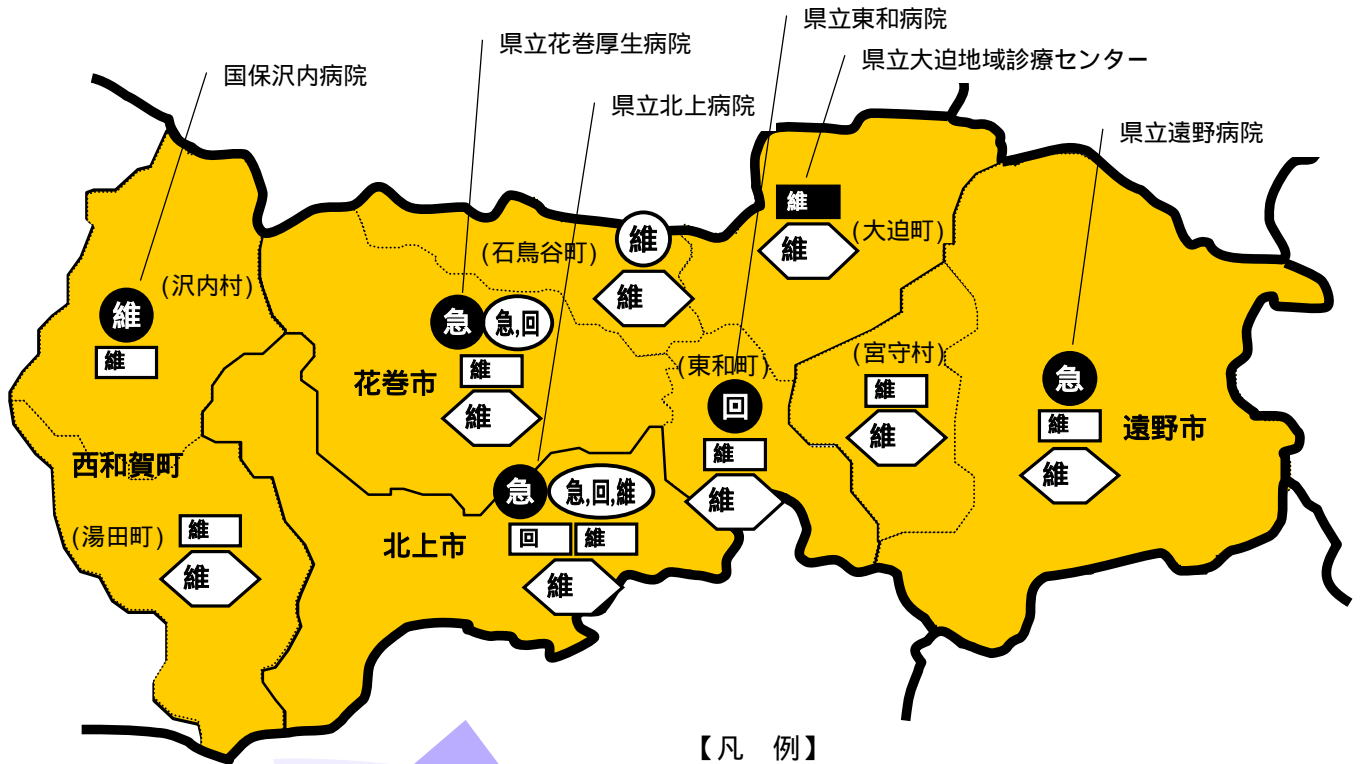 県立東和病院
県立花巻厚生病院
県立大迫地域診療センター
国保沢内病院
県立北上病院
県立遠野病院
維
(大迫町)
維
(石鳥谷町)
維
維
(沢内村)
維
維
急
急,回
維
維
花巻市
(東和町)
回
維
維
(宮守村)
維
維
急
維
維
遠野市
西和賀町
(湯田町)
維
維
急
急,回,維
回
維
維
北上市
【凡　例】